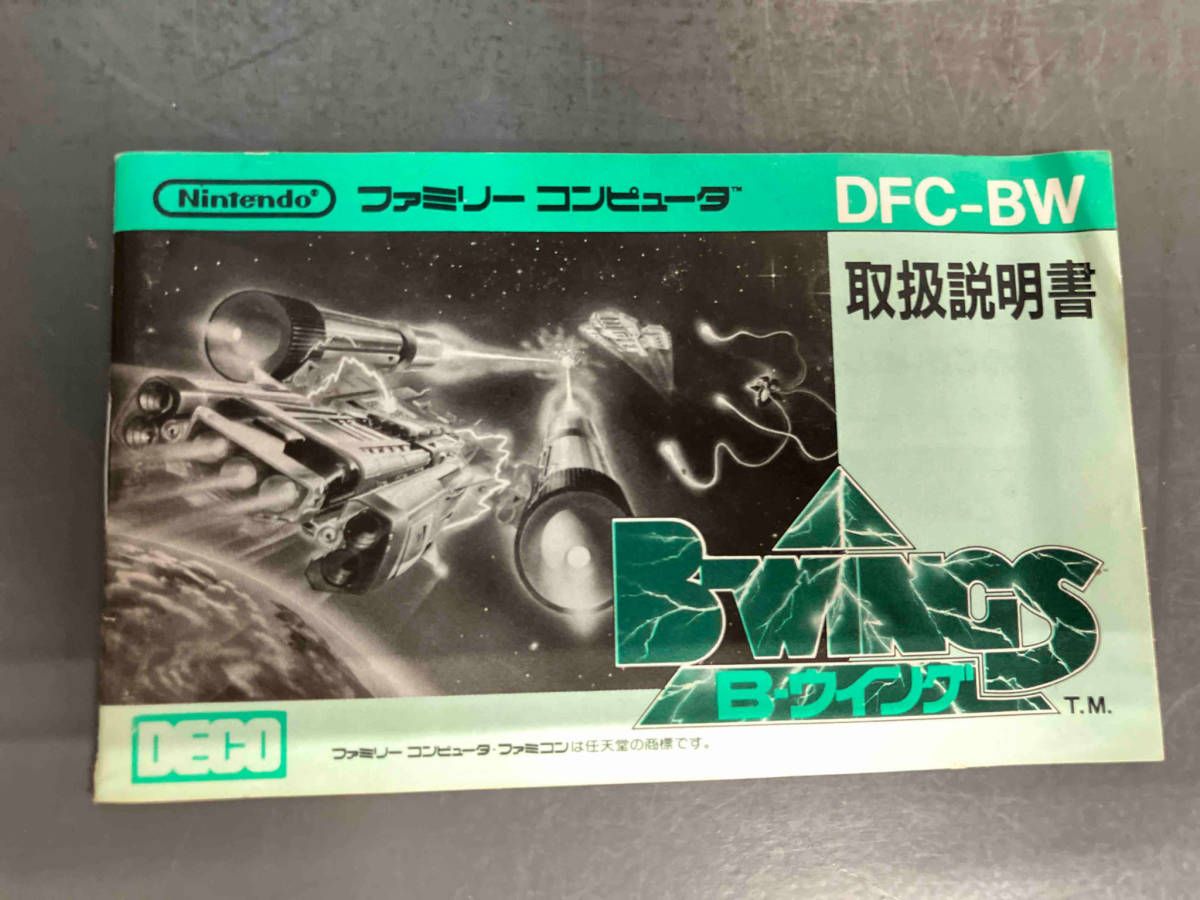 Nintendo®
ファミリー コンピュータ™
DFC-BW
取扱説明書
B-WINGS
B-ウイング
T.M.
DECO
ファミリー コンピュータ・ファミコンは任天堂の商標です。